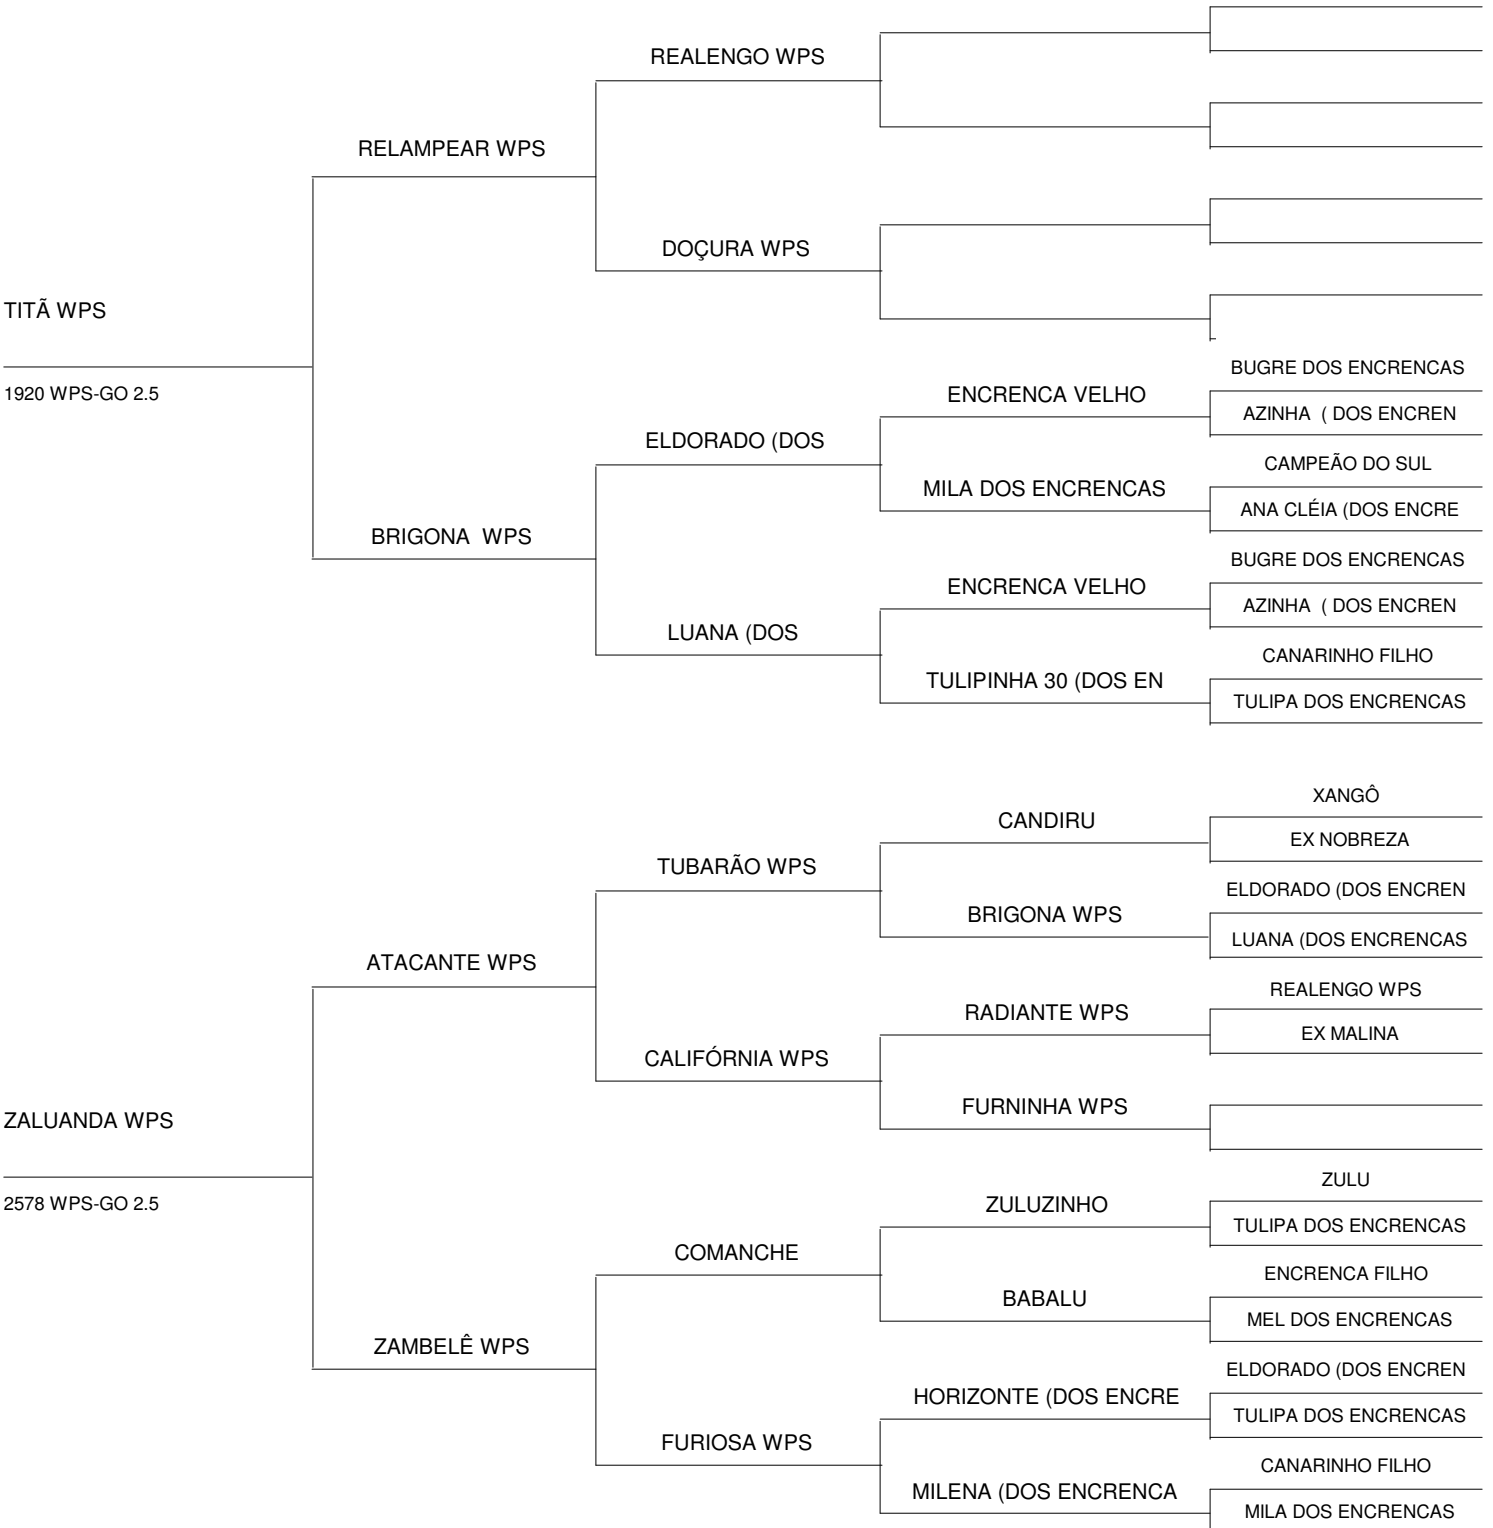 REALENGO WPS
RELAMPEAR WPS
DOÇURA WPS
TITÃ WPS
1920 WPS-GO 2.5
BUGRE DOS ENCRENCAS
ENCRENCA VELHO
AZINHA ( DOS ENCREN
ELDORADO (DOS
CAMPEÃO DO SUL
MILA DOS ENCRENCAS
ANA CLÉIA (DOS ENCRE
BRIGONA WPS
BUGRE DOS ENCRENCAS
ENCRENCA VELHO
AZINHA ( DOS ENCREN
LUANA (DOS
CANARINHO FILHO
TULIPINHA 30 (DOS EN
TULIPA DOS ENCRENCAS
XANGÔ
CANDIRU
EX NOBREZA
TUBARÃO WPS
ELDORADO (DOS ENCREN
BRIGONA WPS
LUANA (DOS ENCRENCAS
ATACANTE WPS
REALENGO WPS
RADIANTE WPS
EX MALINA
CALIFÓRNIA WPS
FURNINHA WPS
ZALUANDA WPS
2578 WPS-GO 2.5
ZULU
ZULUZINHO
TULIPA DOS ENCRENCAS
COMANCHE
ENCRENCA FILHO
BABALU
MEL DOS ENCRENCAS
ZAMBELÊ WPS
ELDORADO (DOS ENCREN
HORIZONTE (DOS ENCRE
TULIPA DOS ENCRENCAS
FURIOSA WPS
CANARINHO FILHO
MILENA (DOS ENCRENCA
MILA DOS ENCRENCAS